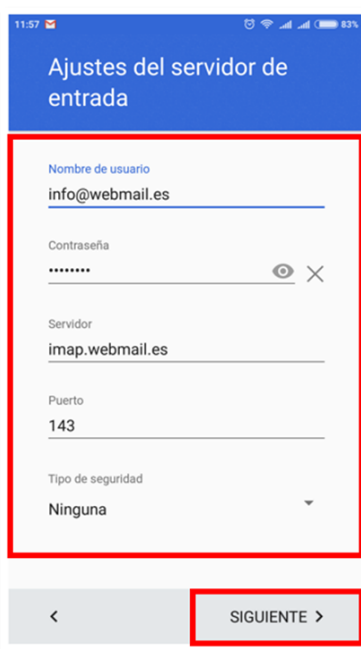 11:57 83%
Ajustes del servidor de
entrada
Nombre de usuario
info@webmail.es
Contraseña
••••••••
Servidor
imap.webmail.es
Puerto
143
Tipo de seguridad
Ninguna
SIGUIENTE